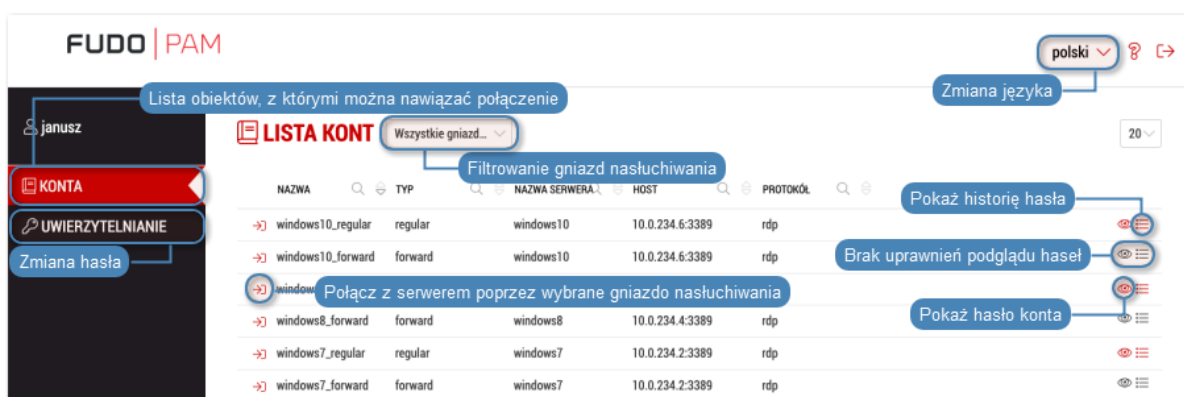 FUDO PAM
polski
Zmiana języka
Lista obiektów, z którymi można nawiązać połączenie
janusz
LISTA KONT
Wszystkie gniazd...
20
Filtrowanie gniazd nasłuchiwania
KONTA
NAZWA TYP NAZWA SERWERA HOST PROTOKÓŁ
Pokaż historię hasła
UWIERZYTELNIANIE
windows10_regular regular windows10 10.0.234.6:3389 rdp
Zmiana hasła
windows10_forward forward windows10 10.0.234.6:3389 rdp
Brak uprawnień podglądu haseł
Połącz z serwerem poprzez wybrane gniazdo nasłuchiwania
Pokaż hasło konta
windows8_forward forward windows8 10.0.234.4:3389 rdp
windows7_regular regular windows7 10.0.234.2:3389 rdp
windows7_forward forward windows7 10.0.234.2:3389 rdp